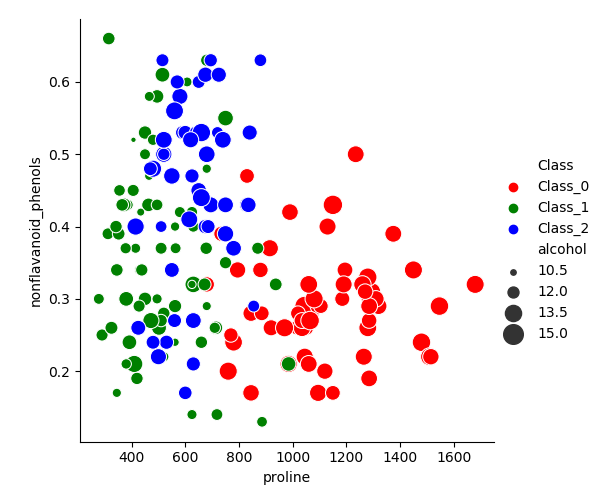 nonflavanoid_phenols
0.6
0.5
0.4
0.3
0.2
400 600 800 1000 1200 1400 1600
proline
Class
Class_0
Class_1
Class_2
alcohol
10.5
12.0
13.5
15.0